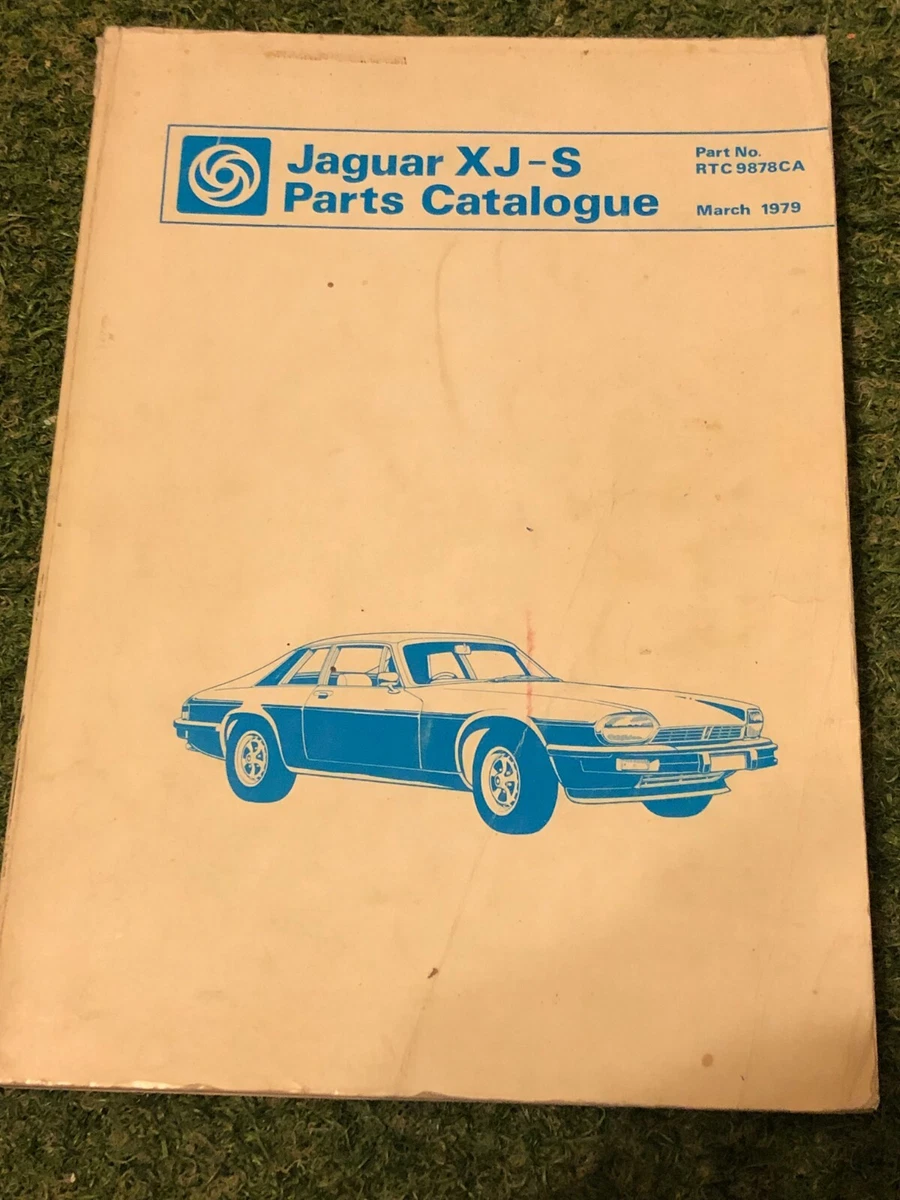 Jaguar XJ-S
Parts Catalogue
Part No.
RTC 9878CA
March 1979